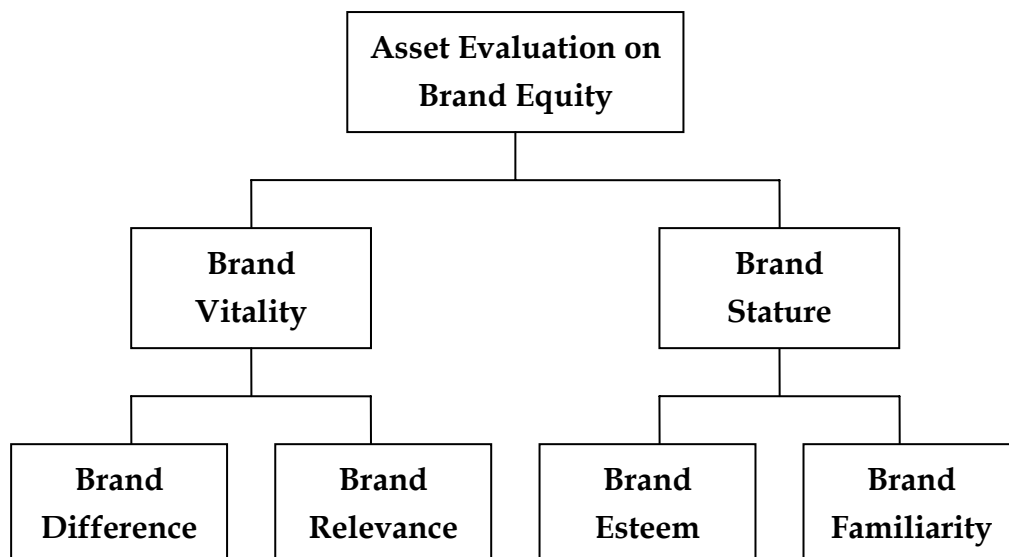 Asset Evaluation on
Brand Equity
Brand
Vitality
Brand
Stature
Brand
Difference
Brand
Relevance
Brand
Esteem
Brand
Familiarity